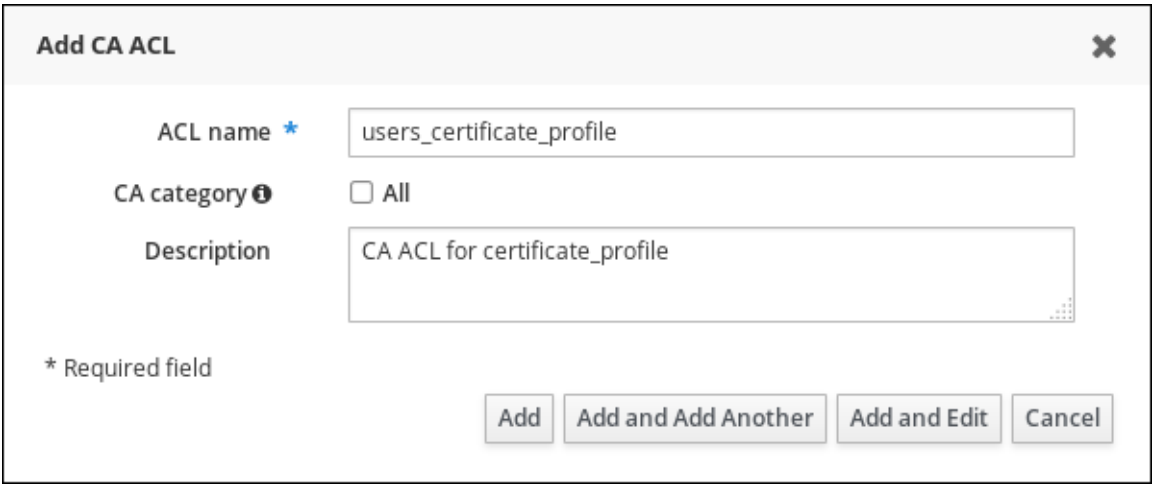 Add CA ACL
ACL name *
users_certificate_profile
CA category
All
Description
CA ACL for certificate_profile
* Required field
Add
Add and Add Another
Add and Edit
Cancel